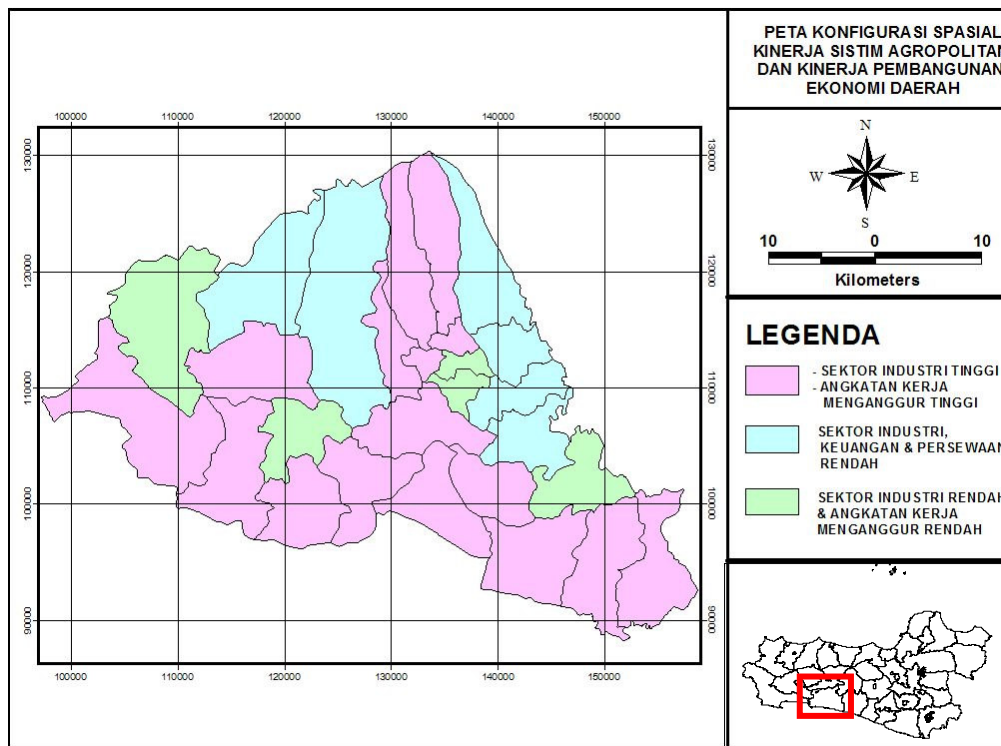 PETA KONFIGURASI SPASIAL
KINERJA SISTIM AGROPOLITAN
DAN KINERJA PEMBANGUNAN
EKONOMI DAERAH
N
W E
S
10 0 10
Kilometers
LEGENDA
- SEKTOR INDUSTRI TINGGI
- ANGKATAN KERJA
MENGANGGUR TINGGI
SEKTOR INDUSTRI,
KEUANGAN & PERSEWAAN
RENDAH
SEKTOR INDUSTRI RENDAH
& ANGKATAN KERJA
MENGANGGUR RENDAH
100000 110000 120000 130000 140000 150000
130000 130000
120000 120000
110000 110000
100000 100000
90000 90000
100000 110000 120000 130000 140000 150000